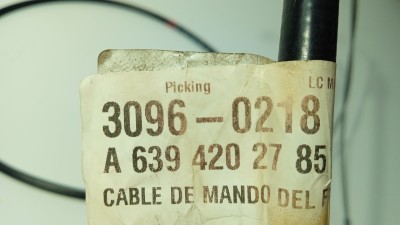 Picking LC M
3096-0218
A 639 420 27 85
CABLE DE MANDO DEL F